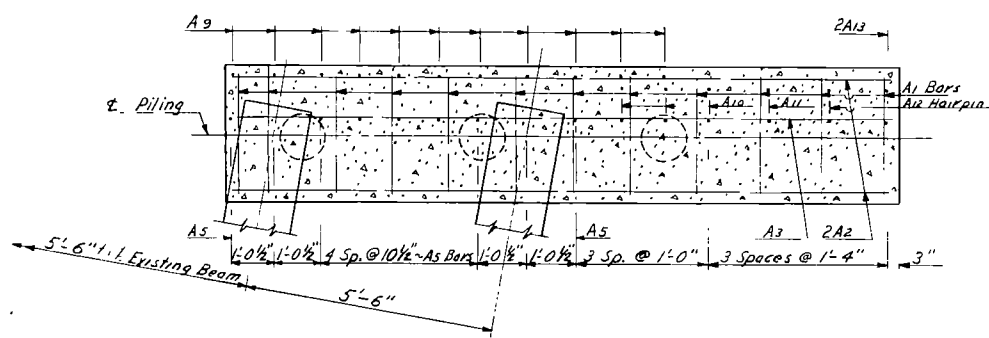 A9
2A13
A1 Bars
A10
A11
A12 Hairpin
℄ Piling
A5
A5
A3
2A2
1'-0½"
1'-0½"
4 Sp. @ 10½" ~ A5 Bars
1'-0½"
1'-0½"
3 Sp. @ 1'-0"
3 Spaces @ 1'-4"
3"
5'-6" t.t. Existing Beam
5'-6"